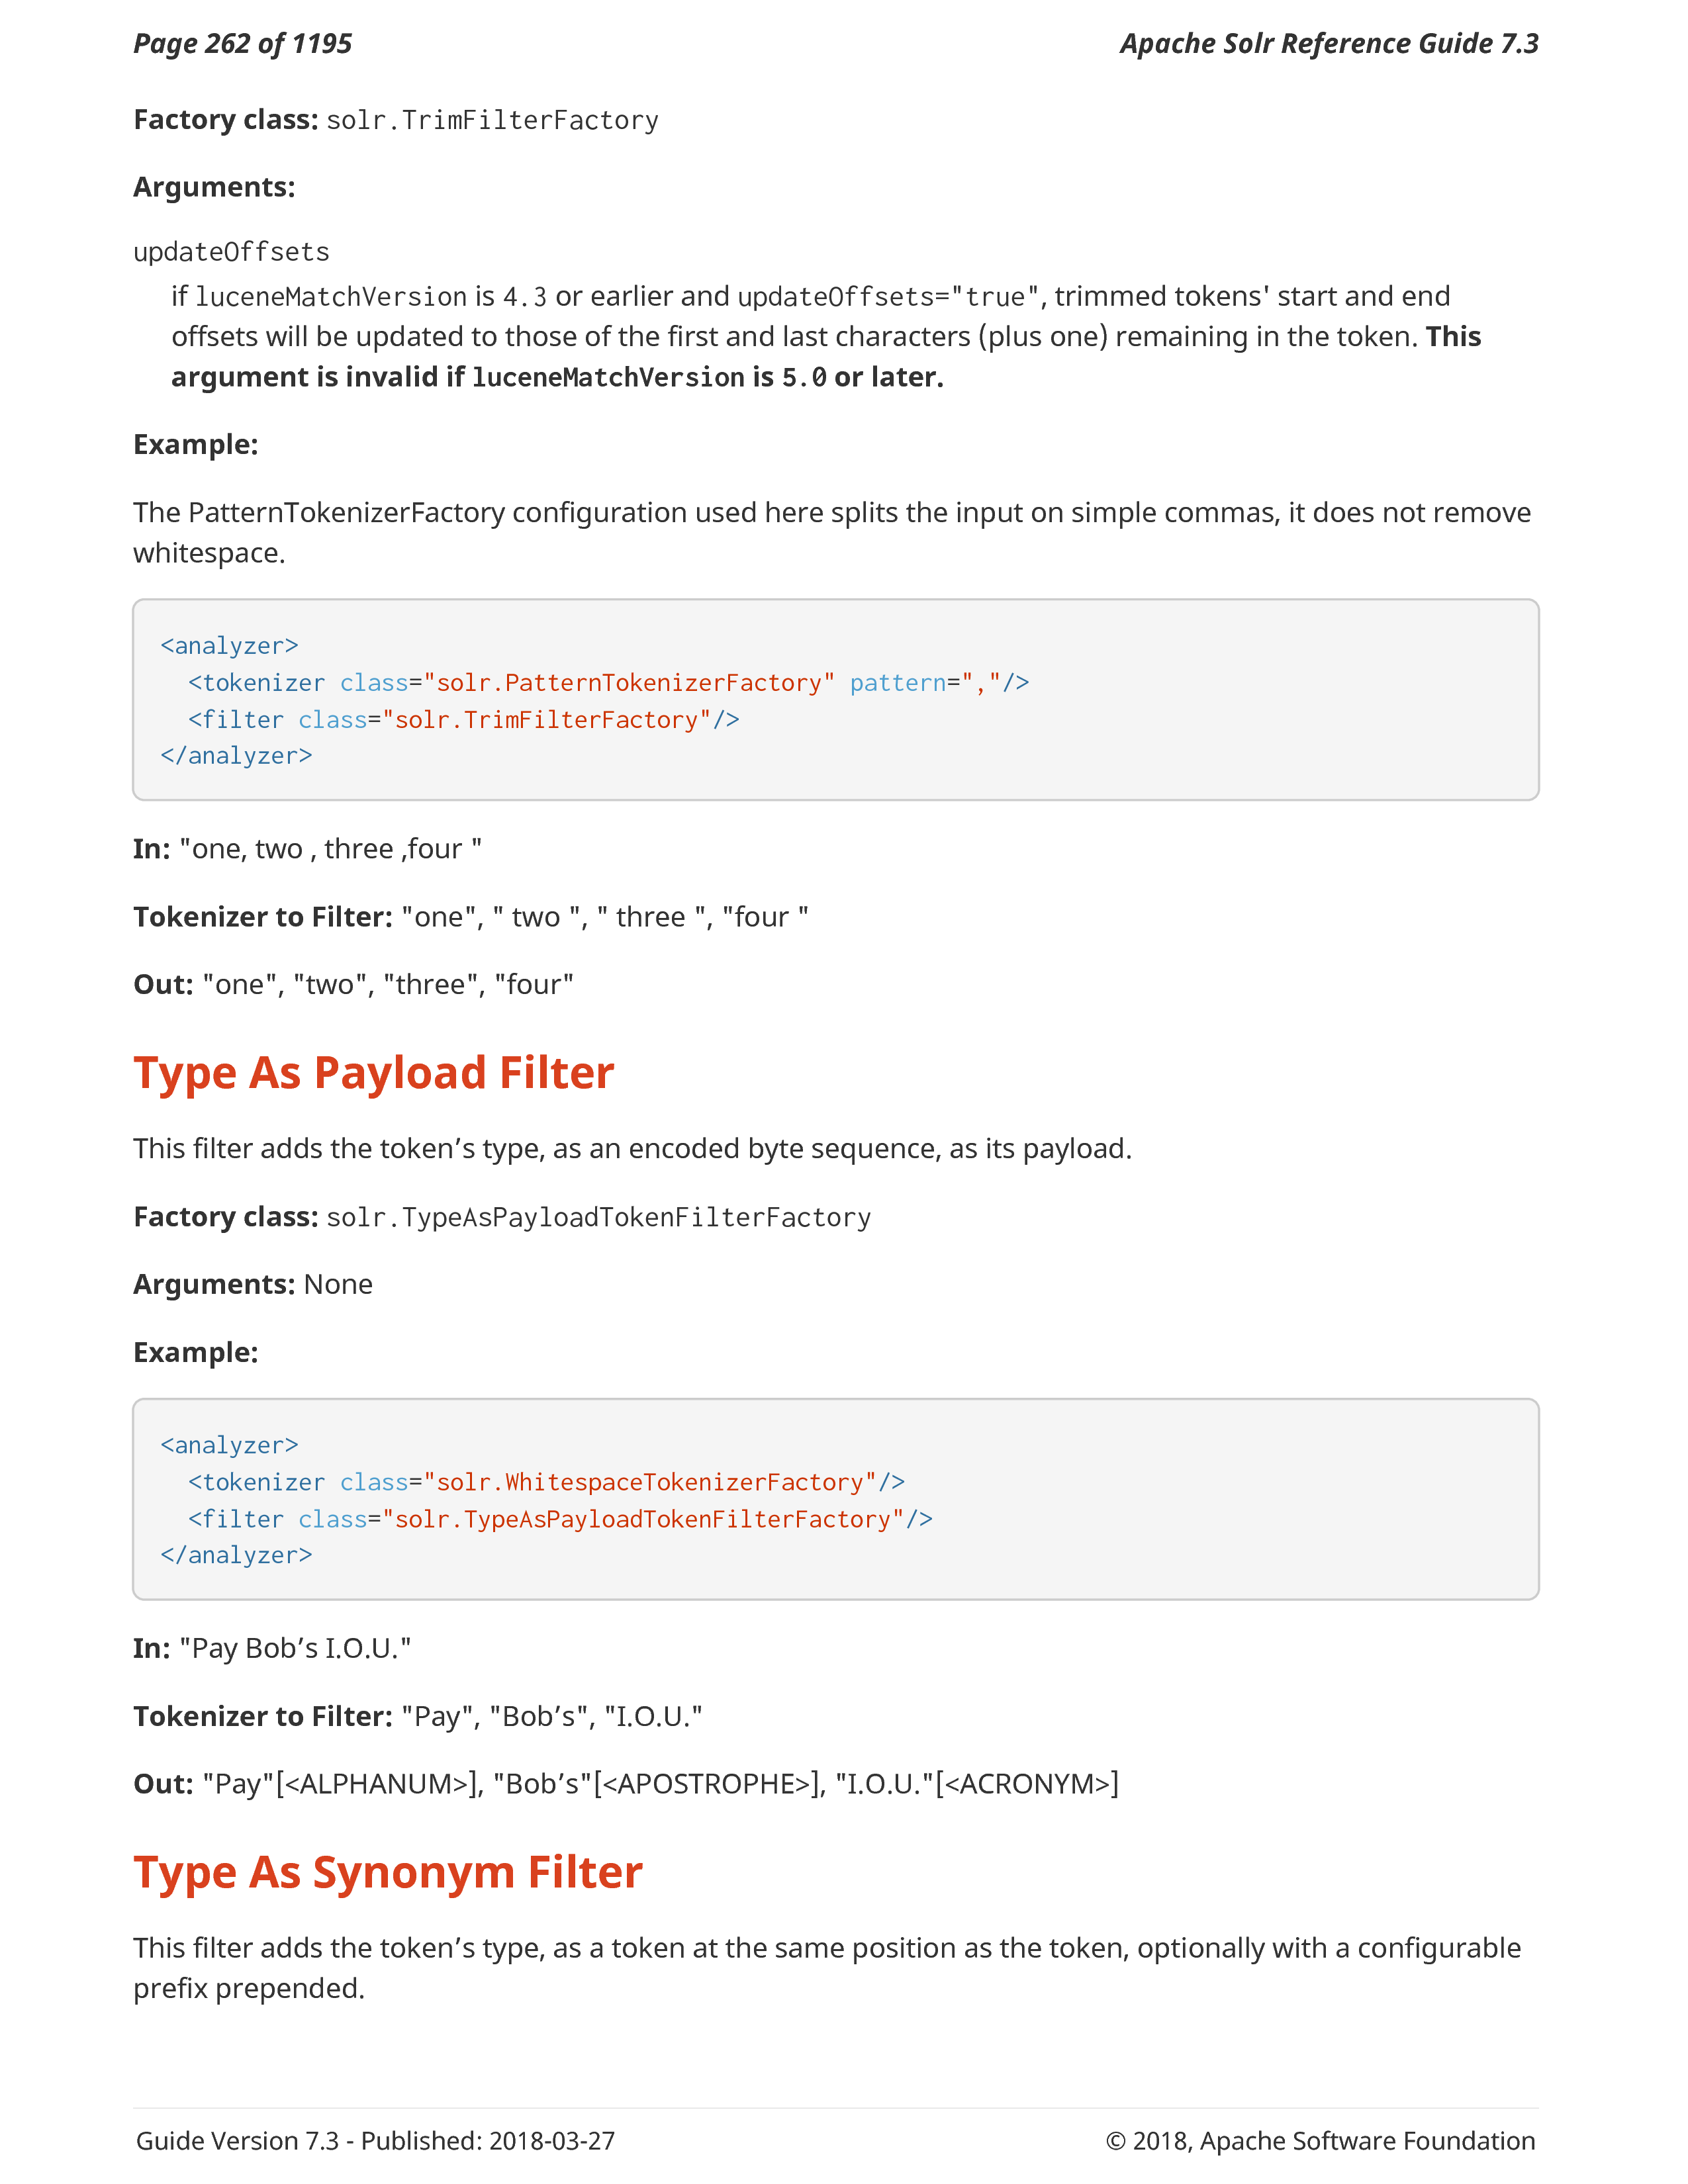 Page 262 of 1195
Apache Solr Reference Guide 7.3
Factory class: solr.TrimFilterFactory
Arguments:
updateOffsets
if luceneMatchVersion is 4.3 or earlier and updateOffsets="true", trimmed tokens' start and end
offsets will be updated to those of the first and last characters (plus one) remaining in the token. This
argument is invalid if luceneMatchVersion is 5.0 or later.
Example:
The PatternTokenizerFactory configuration used here splits the input on simple commas, it does not remove
whitespace.
<analyzer>
  <tokenizer class="solr.PatternTokenizerFactory" pattern=","/>
  <filter class="solr.TrimFilterFactory"/>
</analyzer>
In: "one, two , three ,four "
Tokenizer to Filter: "one", " two ", " three ", "four "
Out: "one", "two", "three", "four"
Type As Payload Filter
This filter adds the token’s type, as an encoded byte sequence, as its payload.
Factory class: solr.TypeAsPayloadTokenFilterFactory
Arguments: None
Example:
<analyzer>
  <tokenizer class="solr.WhitespaceTokenizerFactory"/>
  <filter class="solr.TypeAsPayloadTokenFilterFactory"/>
</analyzer>
In: "Pay Bob’s I.O.U."
Tokenizer to Filter: "Pay", "Bob’s", "I.O.U."
Out: "Pay"[<ALPHANUM>], "Bob’s"[<APOSTROPHE>], "I.O.U."[<ACRONYM>]
Type As Synonym Filter
This filter adds the token’s type, as a token at the same position as the token, optionally with a configurable
prefix prepended.
Guide Version 7.3 - Published: 2018-03-27
© 2018, Apache Software Foundation